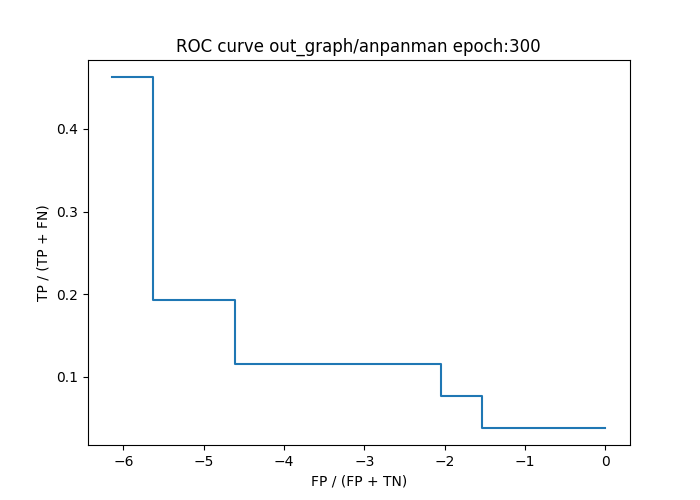 ROC curve out_graph/anpanman epoch:300
TP / (TP + FN)
0.4
0.3
0.2
0.1
−6 −5 −4 −3 −2 −1 0
FP / (FP + TN)